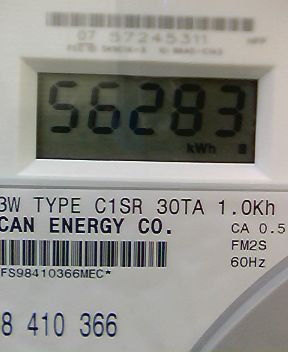 07 57245311
56283
kWh
3W TYPE C1SR 30TA 1.0Kh
CAN ENERGY CO.
CA 0.5
FM2S
60Hz
FS98410366MEC*
8 410 366